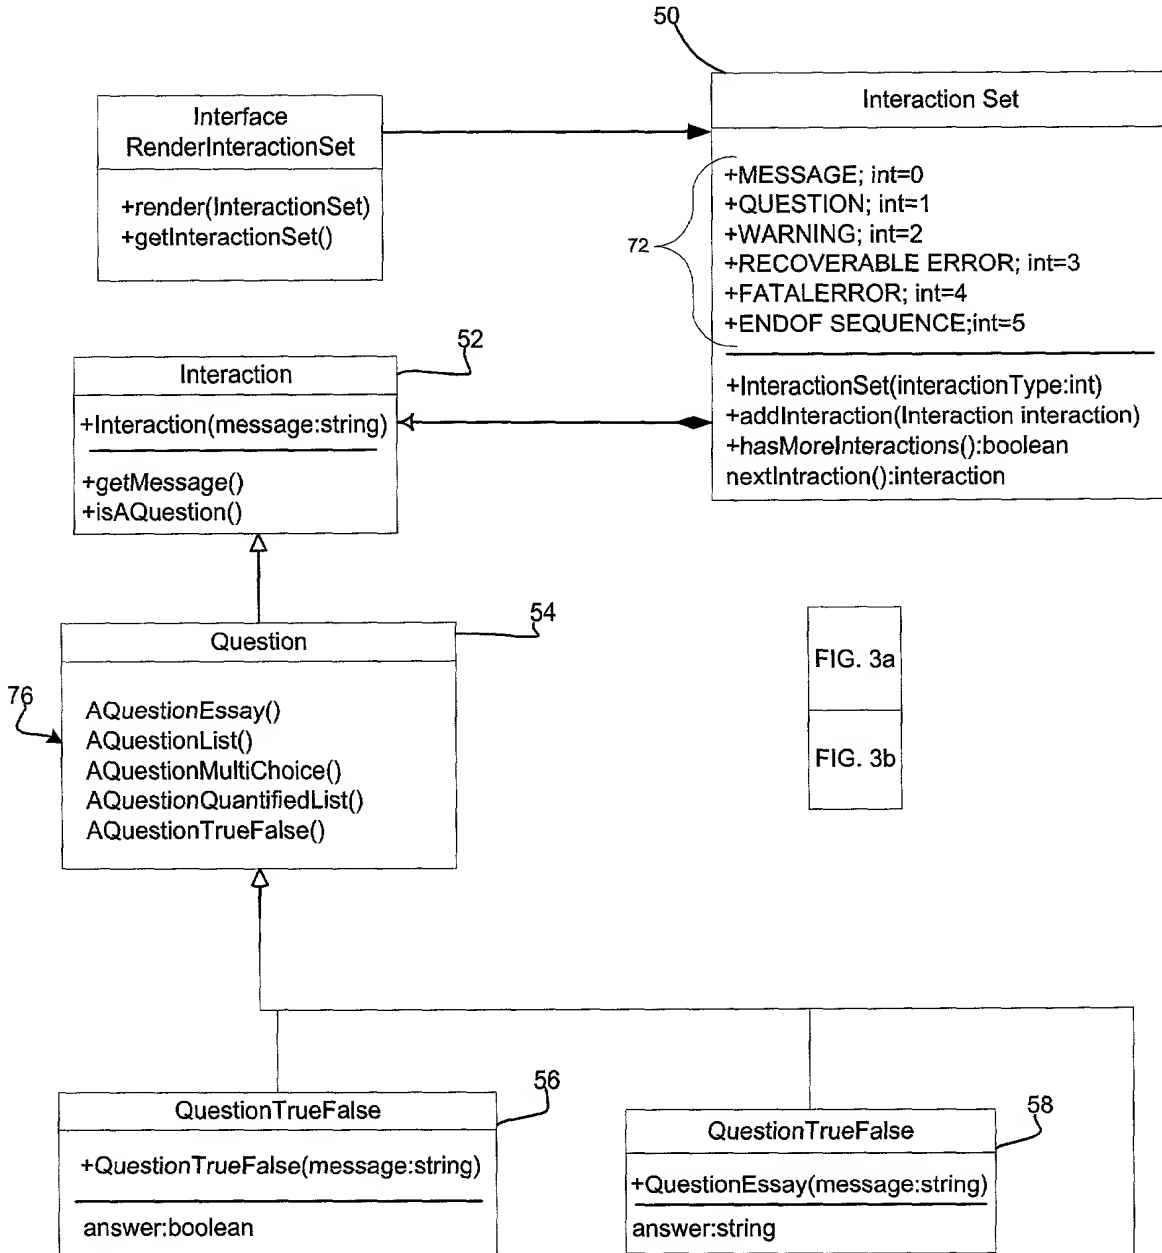 50
Interface
RenderInteractionSet
+render(InteractionSet)
+getInteractionSet()
Interaction Set
+MESSAGE; int=0
+QUESTION; int=1
+WARNING; int=2
+RECOVERABLE ERROR; int=3
+FATALERROR; int=4
+ENDOF SEQUENCE;int=5
72
+InteractionSet(interactionType:int)
+addInteraction(Interaction interaction)
+hasMoreInteractions():boolean
nextIntraction():interaction
52
Interaction
+Interaction(message:string)
+getMessage()
+isAQuestion()
54
Question
76
AQuestionEssay()
AQuestionList()
AQuestionMultiChoice()
AQuestionQuantifiedList()
AQuestionTrueFalse()
FIG. 3a
FIG. 3b
56
QuestionTrueFalse
+QuestionTrueFalse(message:string)
answer:boolean
58
QuestionTrueFalse
+QuestionEssay(message:string)
answer:string